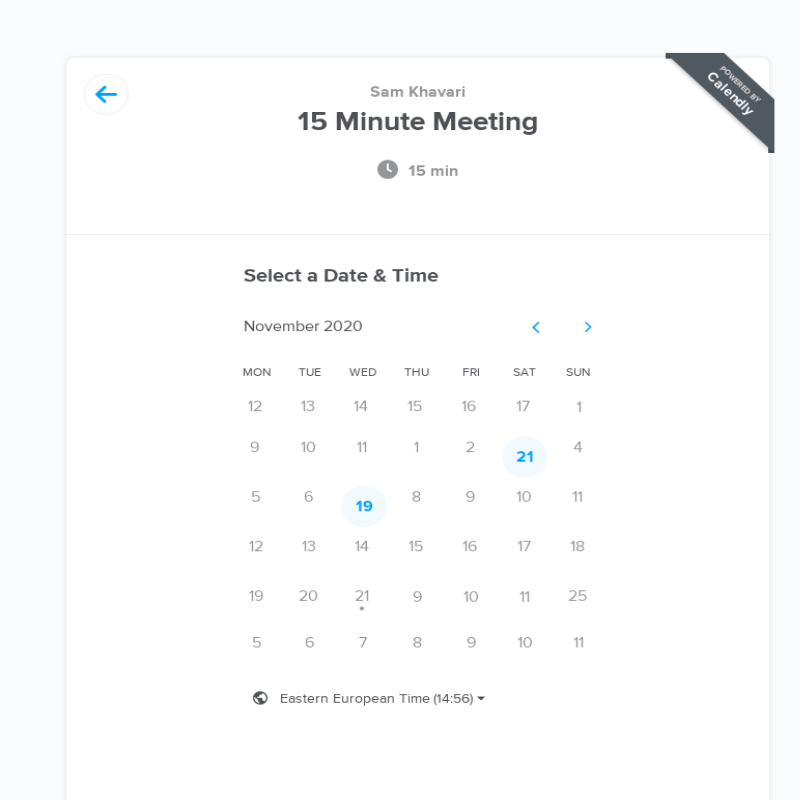 POWERED BY
Calendly
Sam Khavari
15 Minute Meeting
15 min
Select a Date & Time
November 2020
MON TUE WED THU FRI SAT SUN
12 13 14 15 16 17 1
9 10 11 1 2 21 4
5 6 19 8 9 10 11
12 13 14 15 16 17 18
19 20 21 9 10 11 25
5 6 7 8 9 10 11
Eastern European Time (14:56)